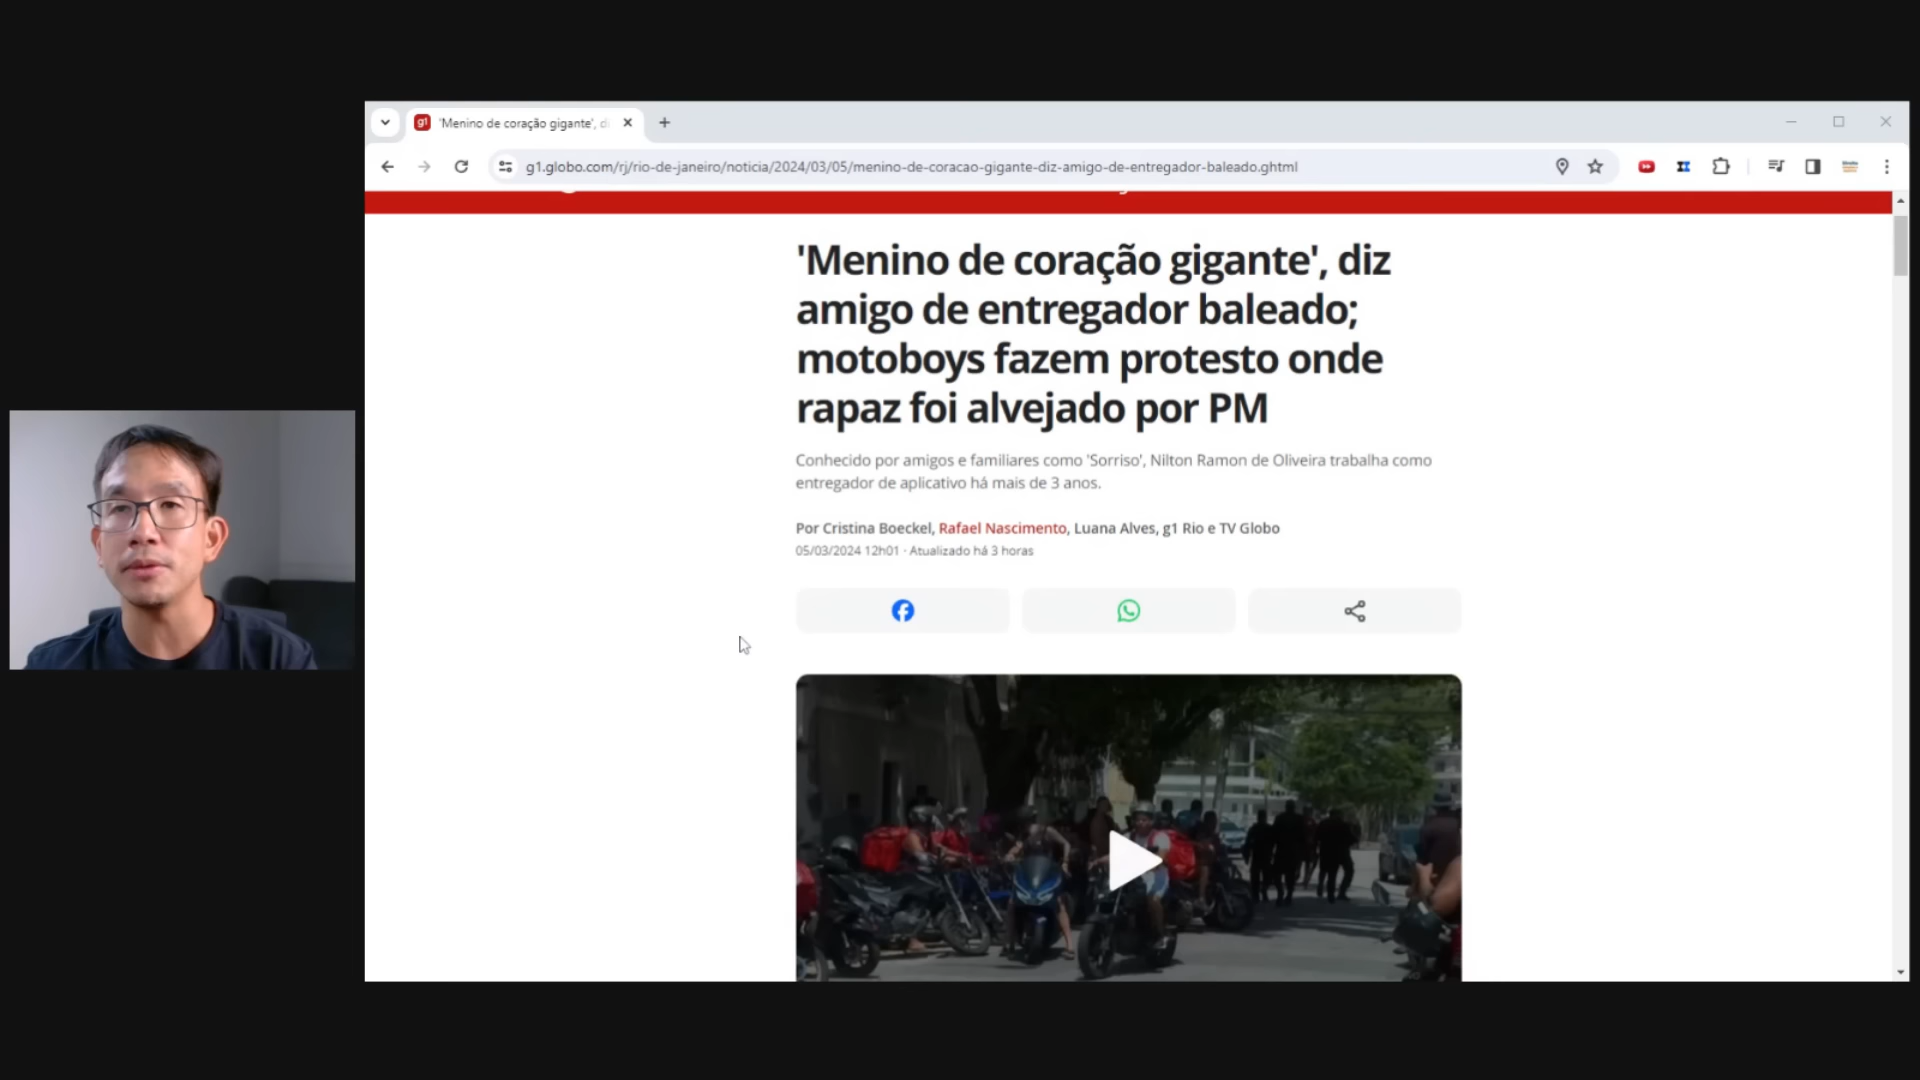 g1 'Menino de coração gigante', di
g1.globo.com/rj/rio-de-janeiro/noticia/2024/03/05/menino-de-coracao-gigante-diz-amigo-de-entregador-baleado.ghtml
'Menino de coração gigante', diz
amigo de entregador baleado;
motoboys fazem protesto onde
rapaz foi alvejado por PM
Conhecido por amigos e familiares como 'Sorriso', Nilton Ramon de Oliveira trabalha como
entregador de aplicativo há mais de 3 anos.
Por Cristina Boeckel, Rafael Nascimento, Luana Alves, g1 Rio e TV Globo
05/03/2024 12h01 · Atualizado há 3 horas